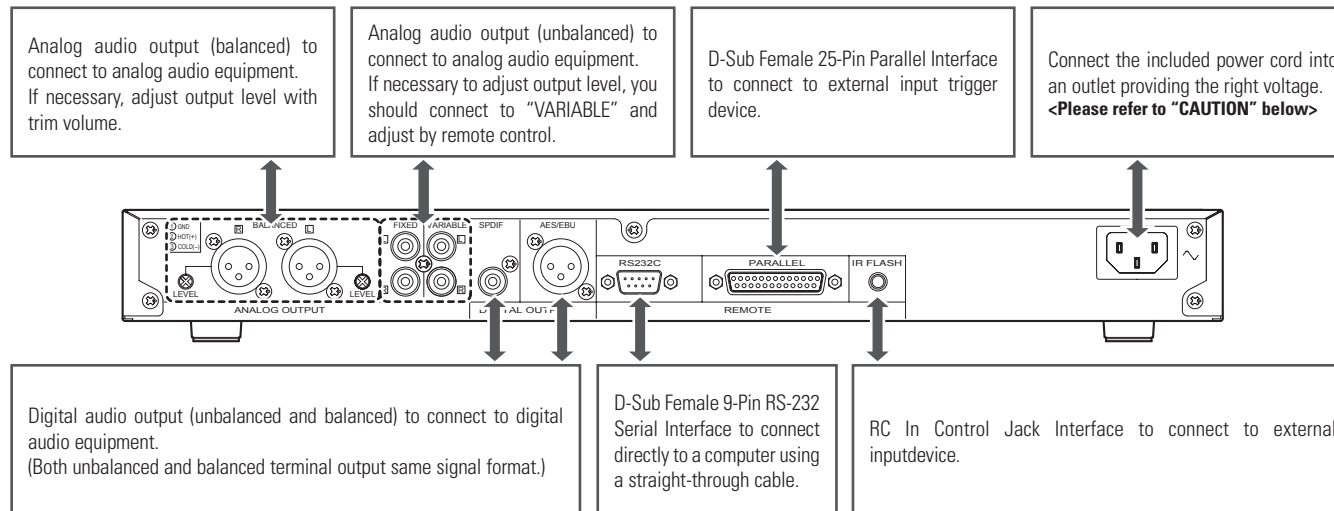 Analog audio output (balanced) to
connect to analog audio equipment.
If necessary, adjust output level with
trim volume.
Analog audio output (unbalanced) to
connect to analog audio equipment.
If necessary to adjust output level, you
should connect to “VARIABLE” and
adjust by remote control.
D-Sub Female 25-Pin Parallel Interface
to connect to external input trigger
device.
Connect the included power cord into
an outlet providing the right voltage.
<Please refer to “CAUTION” below>
1 GND
2 HOT(+)
3 COLD(–)
R
BALANCED
L
LEVEL
LEVEL
ANALOG OUTPUT
FIXED
VARIABLE
L
R
SPDIF
AES/EBU
RS232C
PARALLEL
IR FLASH
REMOTE
Digital audio output (unbalanced and balanced) to connect to digital
audio equipment.
(Both unbalanced and balanced terminal output same signal format.)
D-Sub Female 9-Pin RS-232
Serial Interface to connect
directly to a computer using
a straight-through cable.
RC In Control Jack Interface to connect to external
inputdevice.